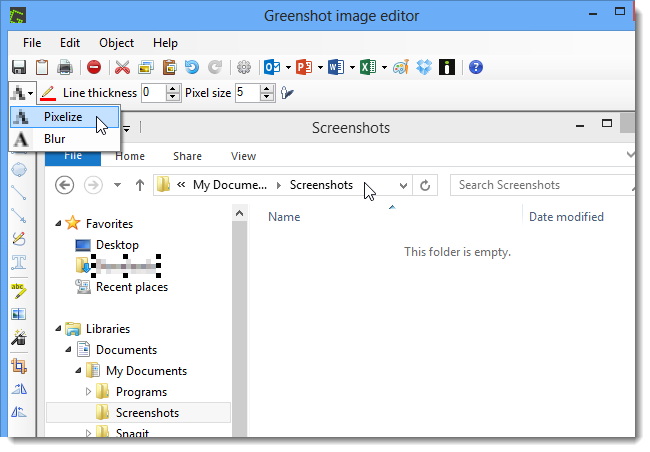 Greenshot image editor
File Edit Object Help
Line thickness 0 Pixel size 5
Pixelize
Blur
Screenshots
File Home Share View
« My Docume... Screenshots Search Screenshots
Name Date modified
This folder is empty.
Favorites
Desktop
Recent places
Libraries
Documents
My Documents
Programs
Screenshots
Snagit